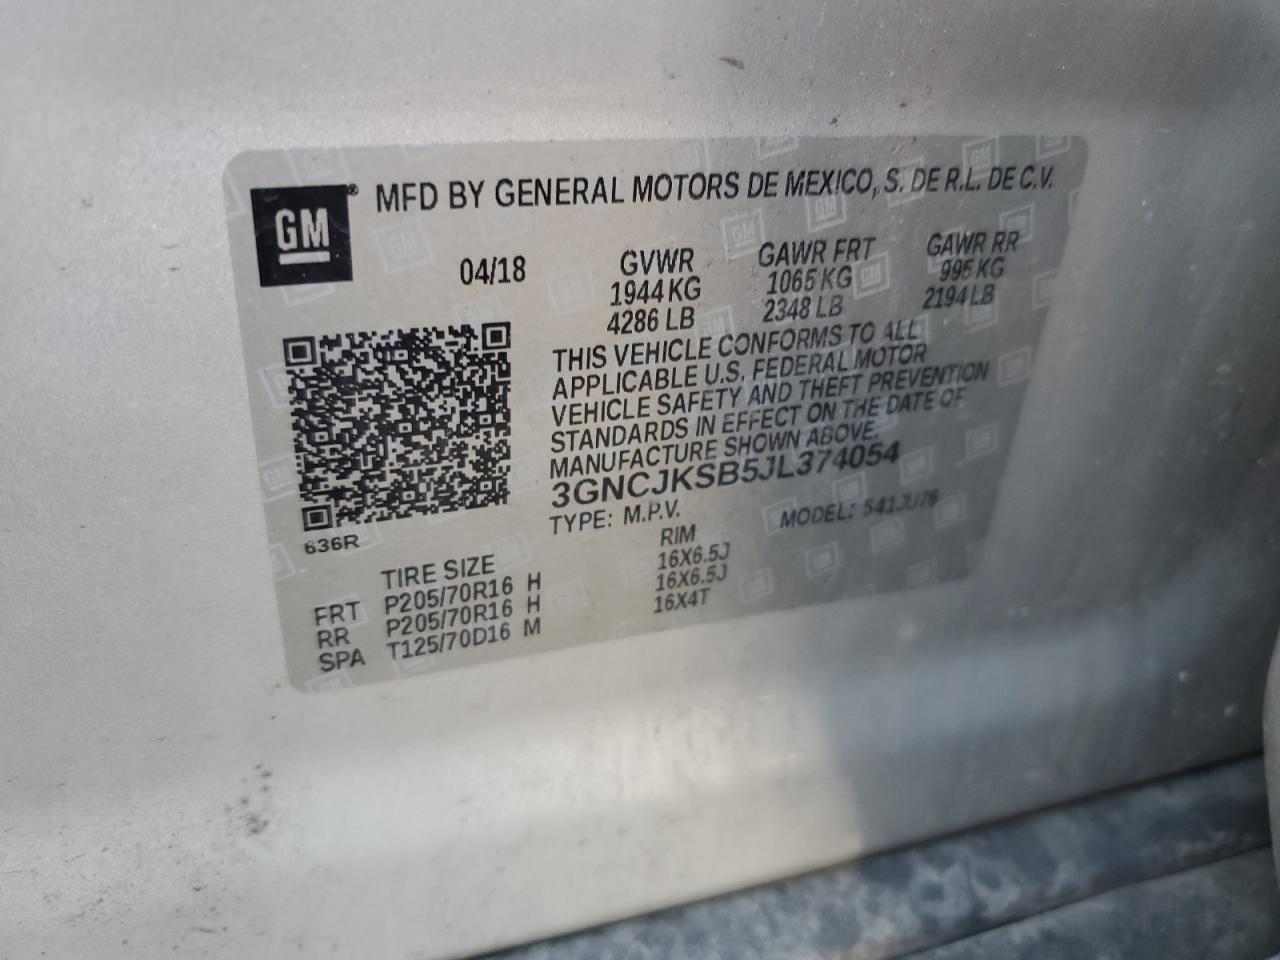 GM ® MFD BY GENERAL MOTORS DE MEXICO, S. DE R.L. DE C.V.
04/18 GVWR GAWR FRT GAWR RR
1944 KG 1065 KG 995 KG
4286 LB 2348 LB 2194 LB
THIS VEHICLE CONFORMS TO ALL
APPLICABLE U.S. FEDERAL MOTOR
VEHICLE SAFETY AND THEFT PREVENTION
STANDARDS IN EFFECT ON THE DATE OF
MANUFACTURE SHOWN ABOVE.
3GNCJKSB5JL374054
TYPE: M.P.V. MODEL: 541JU76
636R
TIRE SIZE RIM
FRT P205/70R16 H 16X6.5J
RR P205/70R16 H 16X6.5J
SPA T125/70D16 M 16X4T